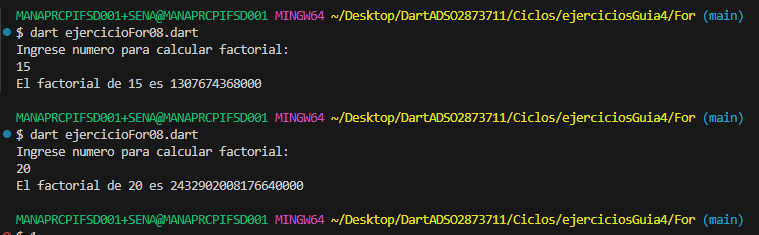 MANAPRCPIFSD001+SENA@MANAPRCPIFSD001 MINGW64 ~/Desktop/DartADSO2873711/Ciclos/ejerciciosGuia4/For (main)
$ dart ejercicioFor08.dart
Ingrese numero para calcular factorial:
15
El factorial de 15 es 1307674368000
MANAPRCPIFSD001+SENA@MANAPRCPIFSD001 MINGW64 ~/Desktop/DartADSO2873711/Ciclos/ejerciciosGuia4/For (main)
$ dart ejercicioFor08.dart
Ingrese numero para calcular factorial:
20
El factorial de 20 es 2432902008176640000
MANAPRCPIFSD001+SENA@MANAPRCPIFSD001 MINGW64 ~/Desktop/DartADSO2873711/Ciclos/ejerciciosGuia4/For (main)
$